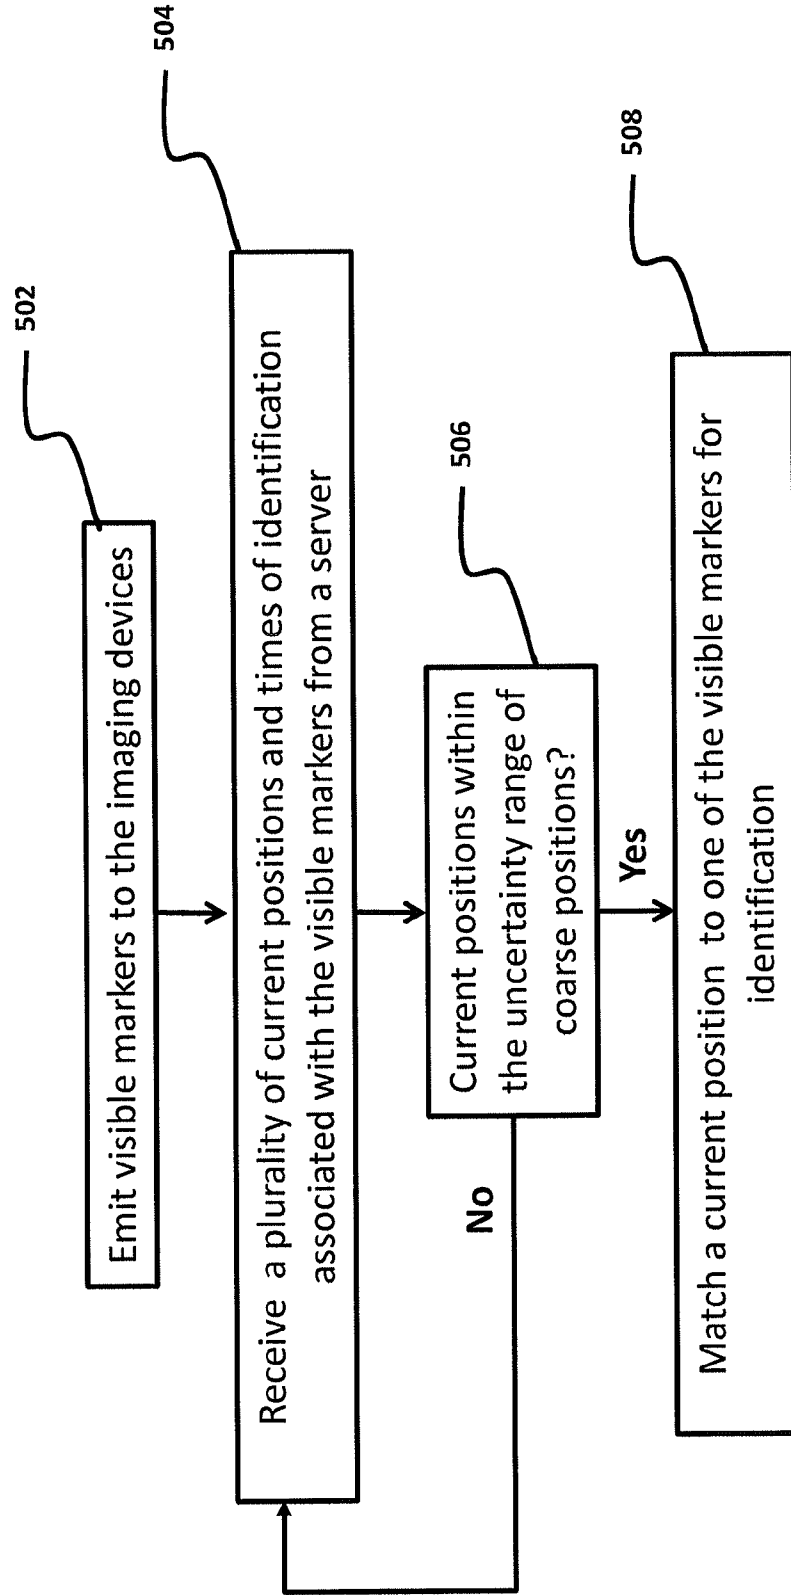 502
Emit visible markers to the imaging devices
504
Receive a plurality of current positions and times of identification
associated with the visible markers from a server
506
Current positions within
the uncertainty range of
coarse positions?
No
Yes
508
Match a current position to one of the visible markers for
identification